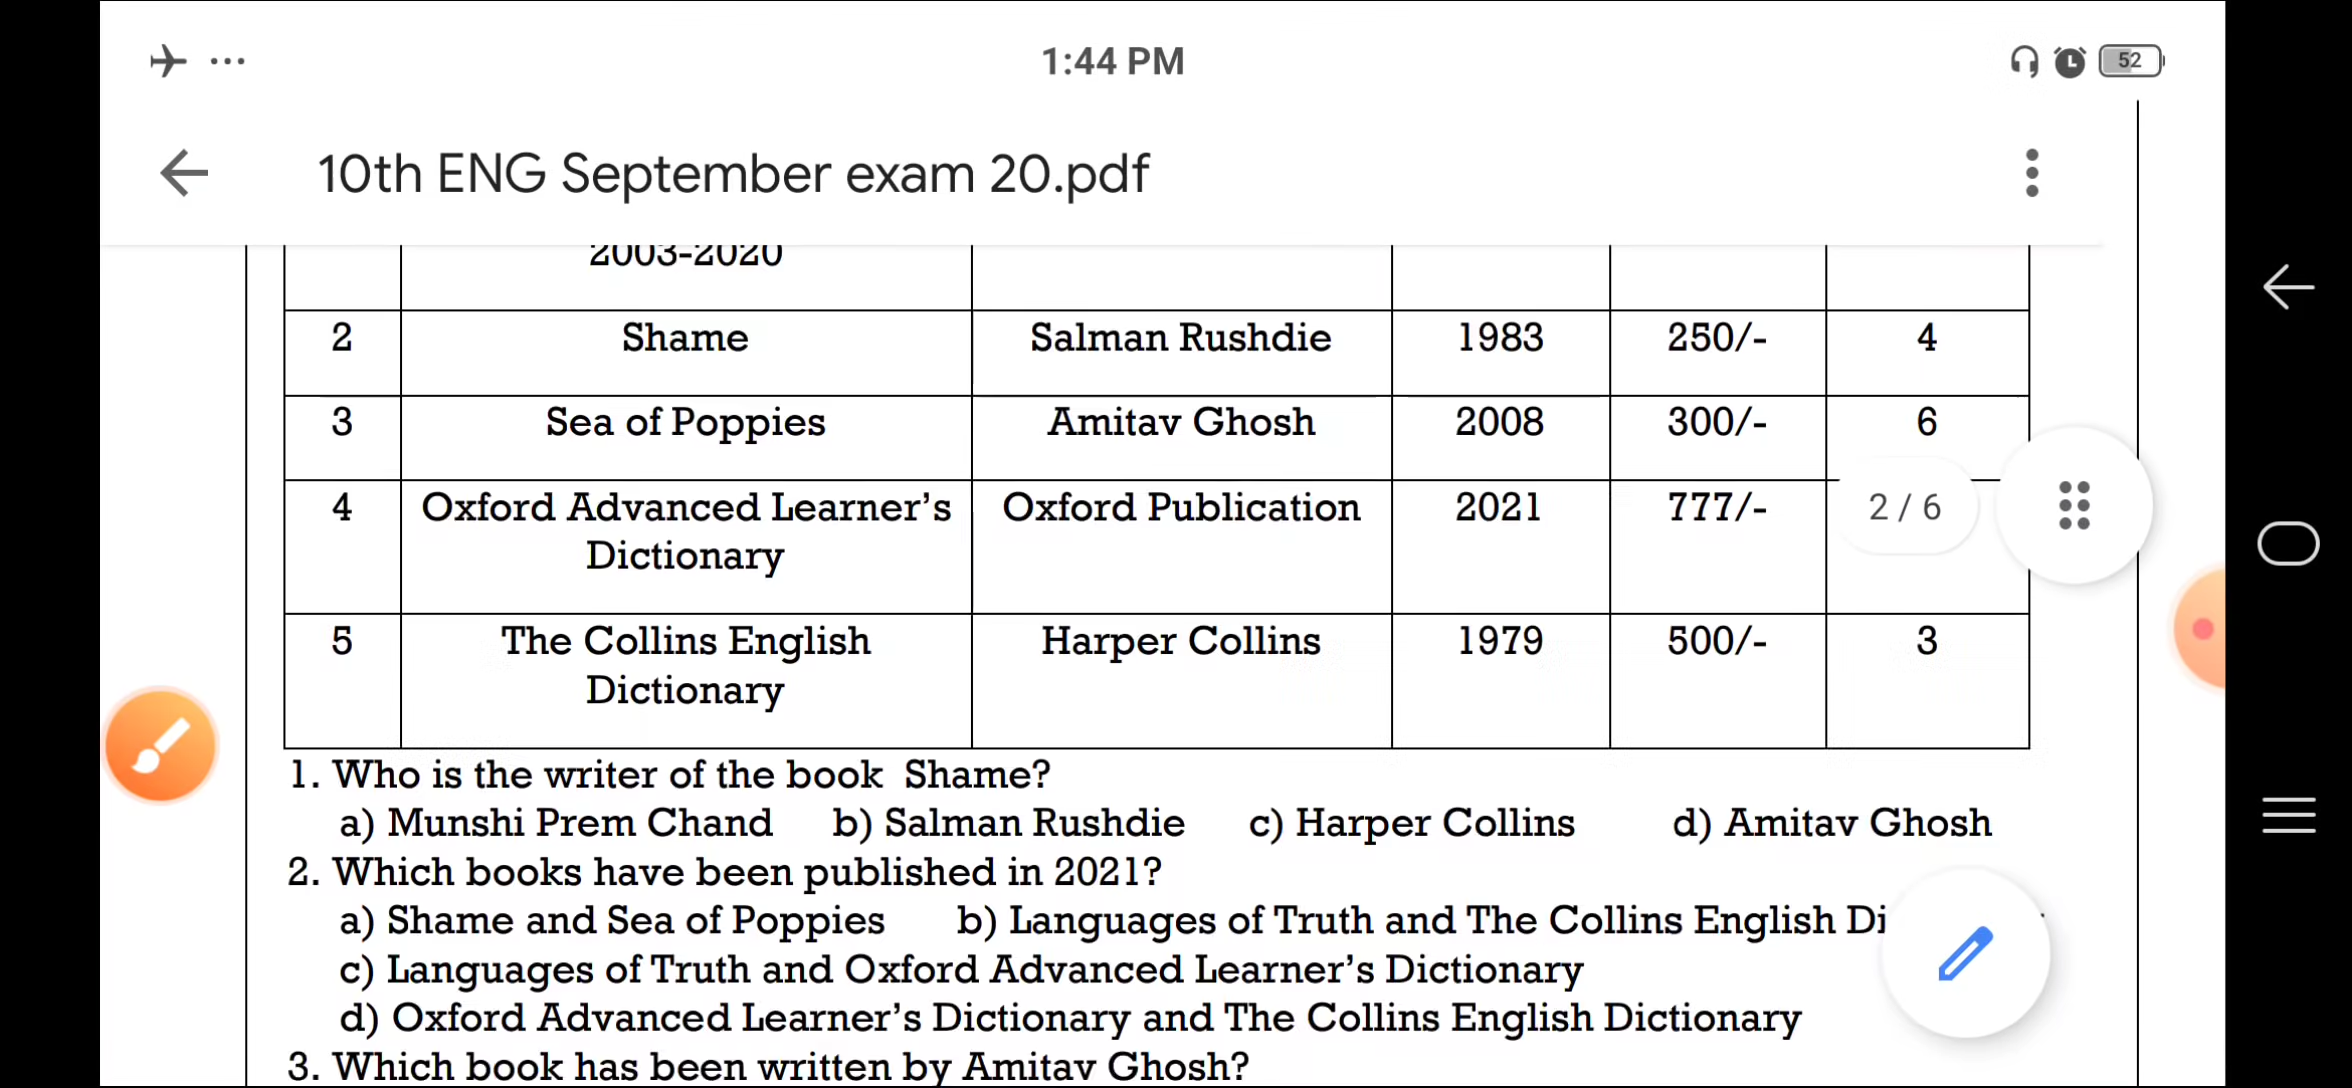 1:44 PM
52
10th ENG September exam 20.pdf
2003-2020
2 Shame Salman Rushdie 1983 250/- 4
3 Sea of Poppies Amitav Ghosh 2008 300/- 6
4 Oxford Advanced Learner's Oxford Publication 2021 777/- 2 / 6
Dictionary
5 The Collins English Harper Collins 1979 500/- 3
Dictionary
1. Who is the writer of the book Shame?
a) Munshi Prem Chand b) Salman Rushdie c) Harper Collins d) Amitav Ghosh
2. Which books have been published in 2021?
a) Shame and Sea of Poppies b) Languages of Truth and The Collins English Di
c) Languages of Truth and Oxford Advanced Learner's Dictionary
d) Oxford Advanced Learner's Dictionary and The Collins English Dictionary
3. Which book has been written by Amitav Ghosh?